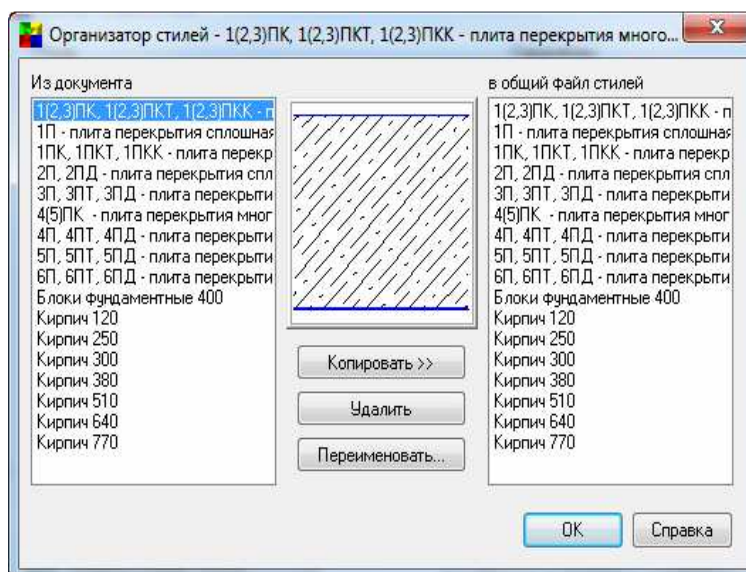 Организатор стилей - 1(2,3)ПК, 1(2,3)ПКТ, 1(2,3)ПКК - плита перекрытия много...
Из документа
1(2,3)ПК, 1(2,3)ПКТ, 1(2,3)ПКК - п
1П - плита перекрытия сплошная
1ПК, 1ПКТ, 1ПКК - плита перекр
2П, 2ПД - плита перекрытия спл
3П, 3ПТ, 3ПД - плита перекрыти
4(5)ПК - плита перекрытия мног
4П, 4ПТ, 4ПД - плита перекрыти
5П, 5ПТ, 5ПД - плита перекрыти
6П, 6ПТ, 6ПД - плита перекрыти
Блоки фундаментные 400
Кирпич 120
Кирпич 250
Кирпич 300
Кирпич 380
Кирпич 510
Кирпич 640
Кирпич 770
Копировать >>
Удалить
Переименовать...
в общий файл стилей
1(2,3)ПК, 1(2,3)ПКТ, 1(2,3)ПКК - п
1П - плита перекрытия сплошная
1ПК, 1ПКТ, 1ПКК - плита перекр
2П, 2ПД - плита перекрытия спл
3П, 3ПТ, 3ПД - плита перекрыти
4(5)ПК - плита перекрытия мног
4П, 4ПТ, 4ПД - плита перекрыти
5П, 5ПТ, 5ПД - плита перекрыти
6П, 6ПТ, 6ПД - плита перекрыти
Блоки фундаментные 400
Кирпич 120
Кирпич 250
Кирпич 300
Кирпич 380
Кирпич 510
Кирпич 640
Кирпич 770
ОК
Справка